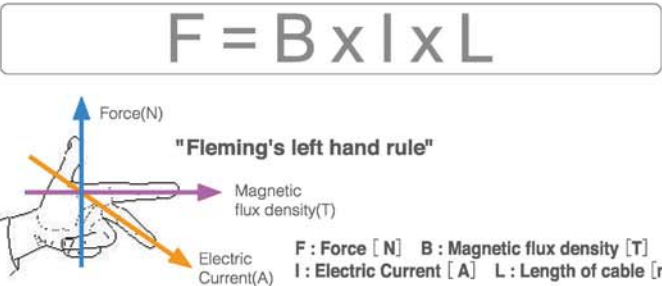 F = B x I x L
Force(N)
"Fleming's left hand rule"
Magnetic
flux density(T)
Electric
Current(A)
F : Force [ N] B : Magnetic flux density [T]
I : Electric Current [ A] L : Length of cable